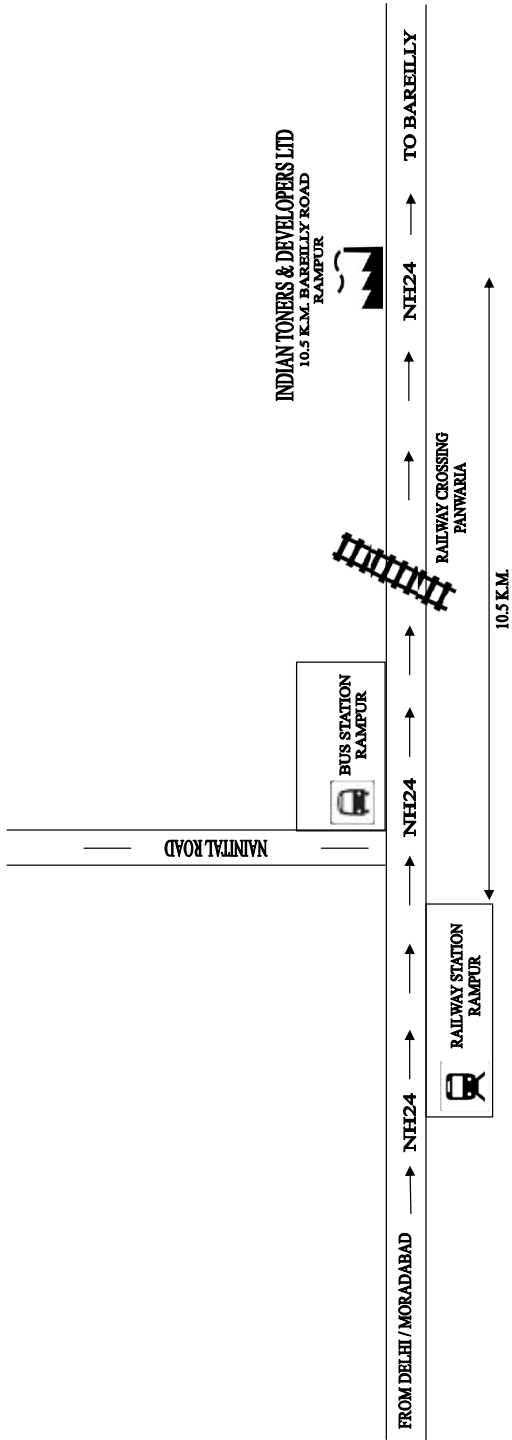 INDIAN TONERS & DEVELOPERS LTD
10.5 K.M. BAREILLY ROAD
RAMPUR
NAINITAL ROAD
BUS STATION
RAMPUR
FROM DELHI / MORADABAD
NH24
NH24
NH24
TO BAREILLY
RAILWAY STATION
RAMPUR
RAILWAY CROSSING
PANWARIA
10.5 K.M.